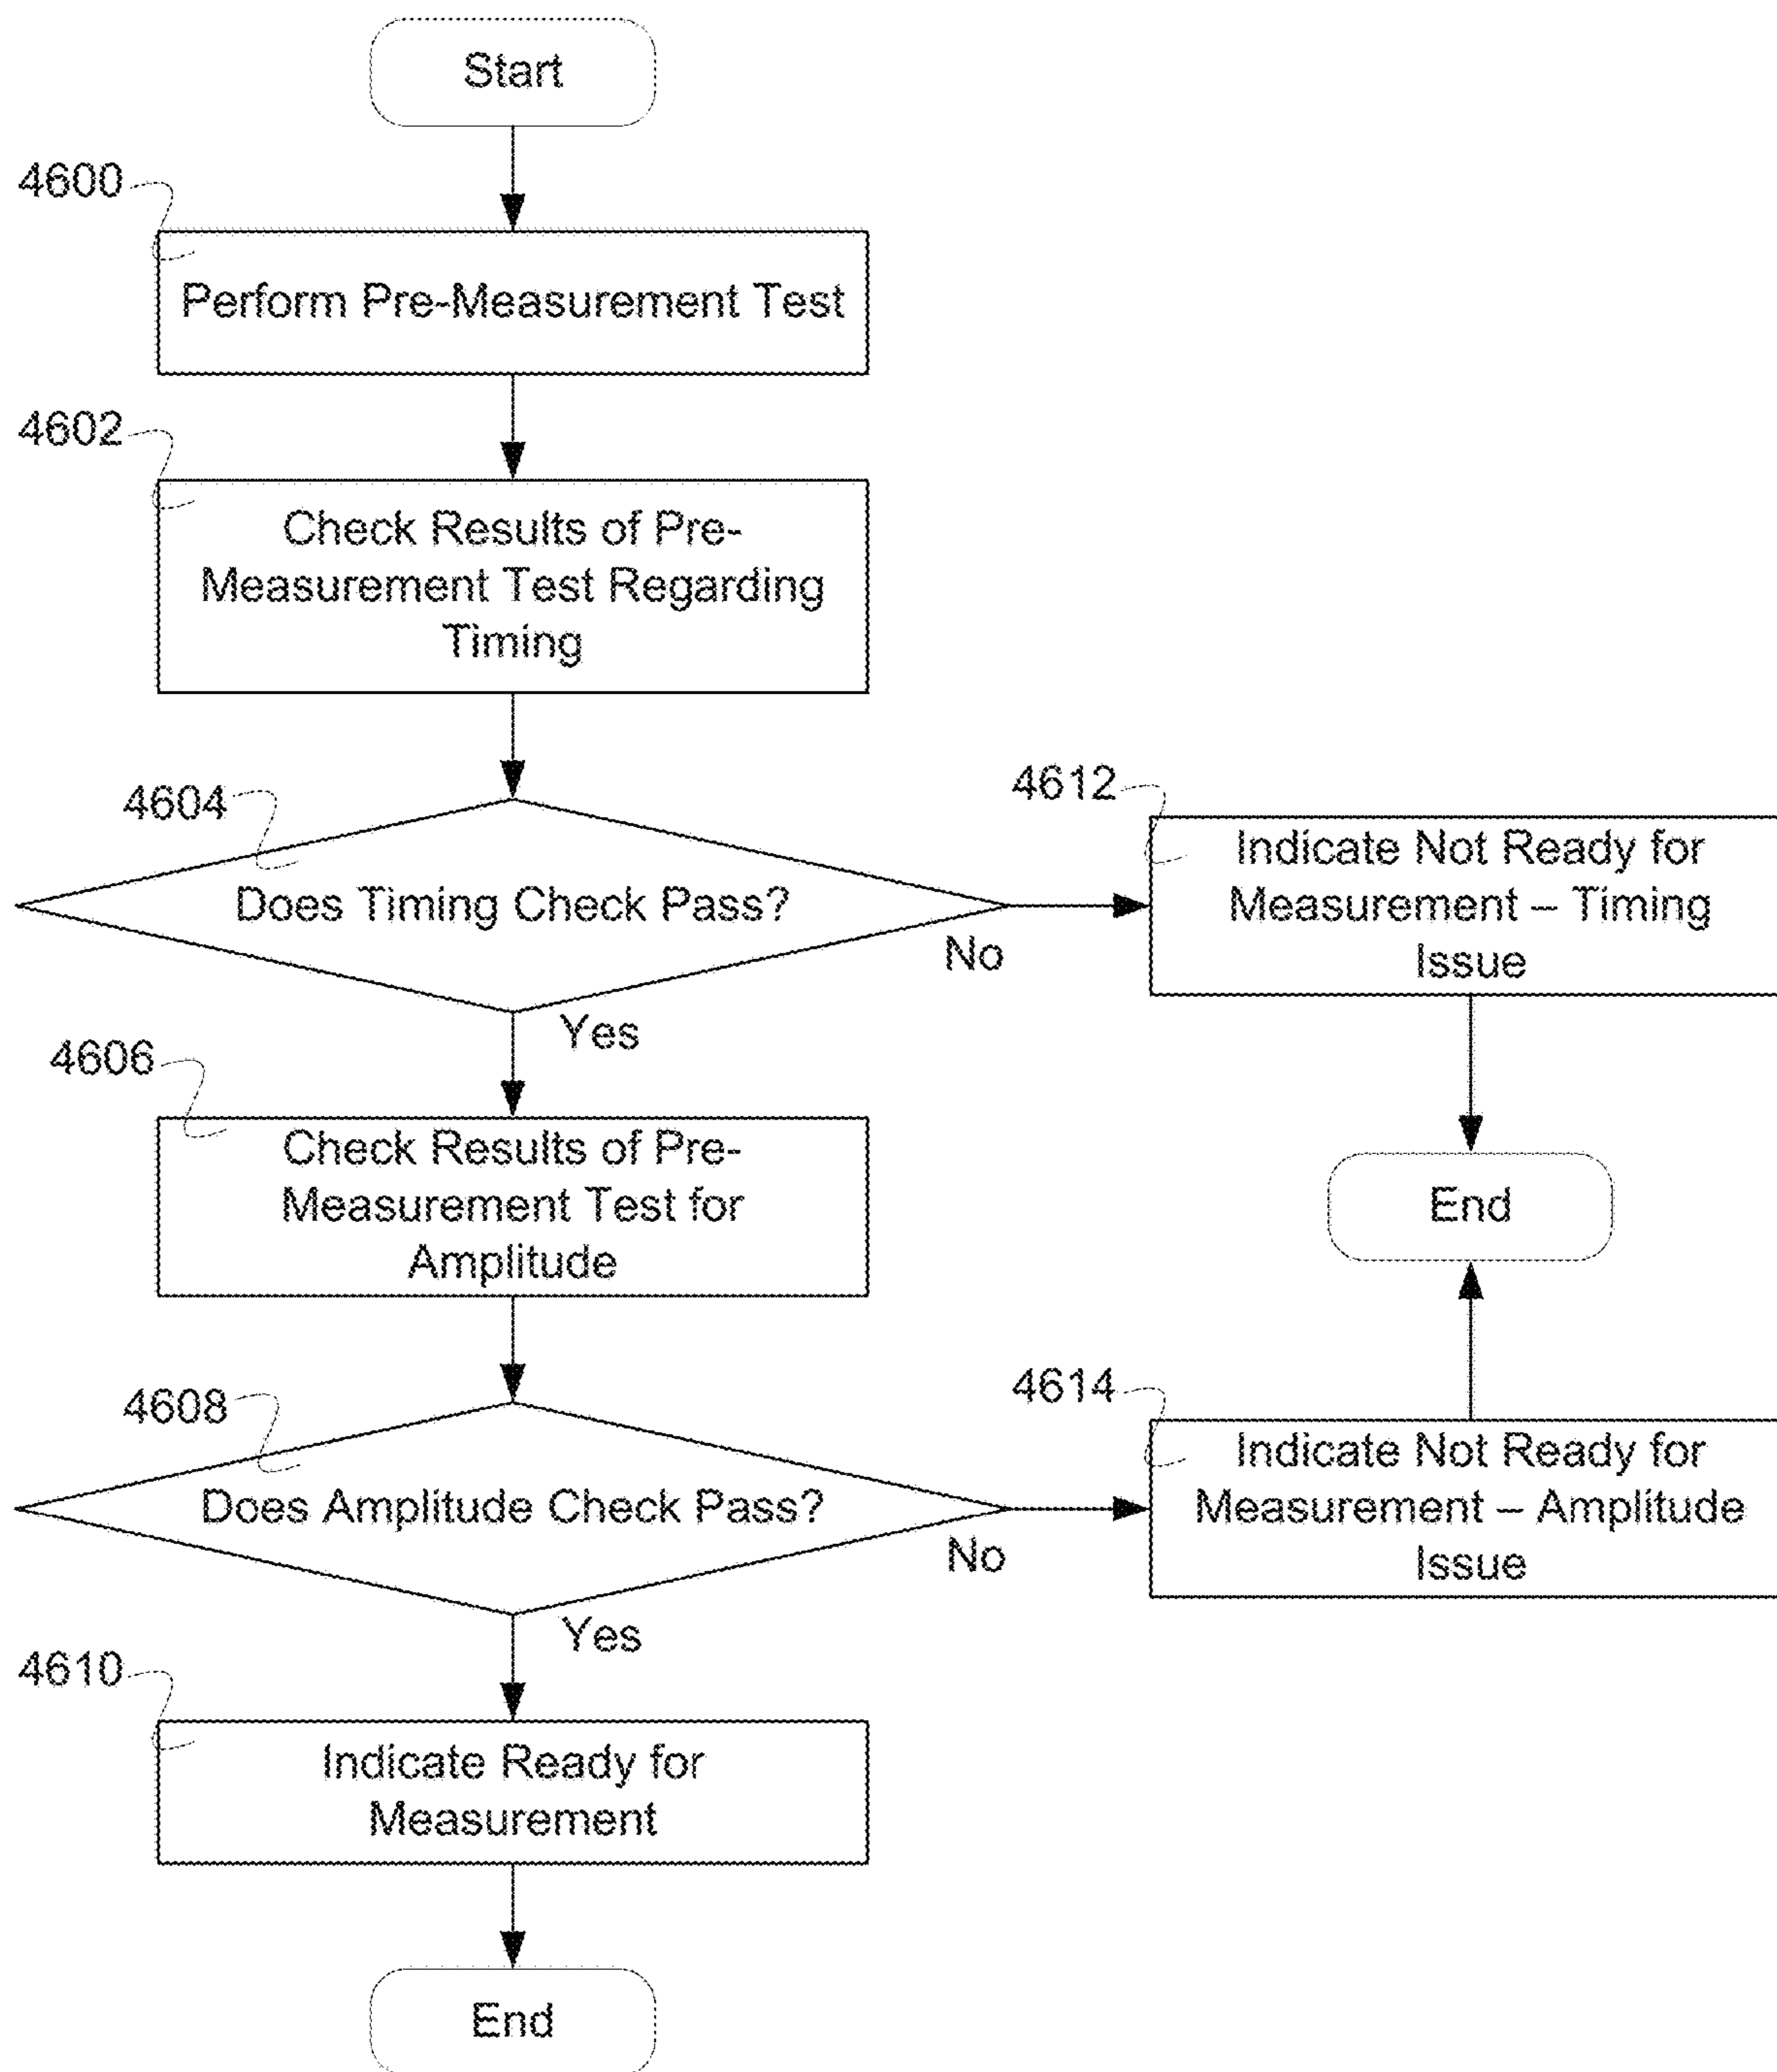 Start
4600
Perform Pre-Measurement Test
4602
Check Results of Pre-
Measurement Test Regarding
Timing
4604
Does Timing Check Pass?
No
Yes
4612
Indicate Not Ready for
Measurement – Timing
Issue
End
4606
Check Results of Pre-
Measurement Test for
Amplitude
4608
Does Amplitude Check Pass?
No
Yes
4614
Indicate Not Ready for
Measurement – Amplitude
Issue
4610
Indicate Ready for
Measurement
End